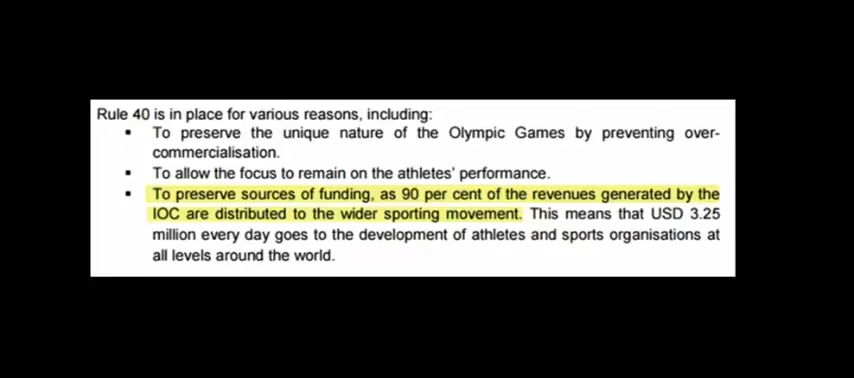 Rule 40 is in place for various reasons, including:
▪ To preserve the unique nature of the Olympic Games by preventing over-
commercialisation.
▪ To allow the focus to remain on the athletes' performance.
▪ To preserve sources of funding, as 90 per cent of the revenues generated by the
IOC are distributed to the wider sporting movement. This means that USD 3.25
million every day goes to the development of athletes and sports organisations at
all levels around the world.